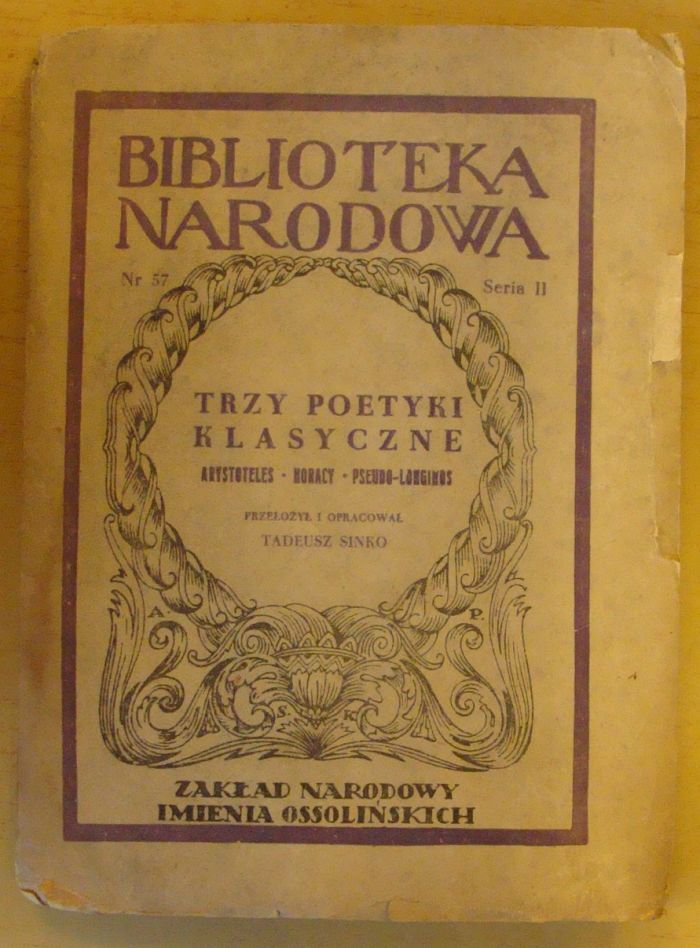 BIBLIOTEKA
NARODOWA
Nr 57 Seria II
TRZY POETYKI
KLASYCZNE
ARYSTOTELES • HORACY • PSEUDO-LONGINOS
PRZEŁOŻYŁ I OPRACOWAŁ
TADEUSZ SINKO
A. P.
S. K
ZAKŁAD NARODOWY
IMIENIA OSSOLIŃSKICH